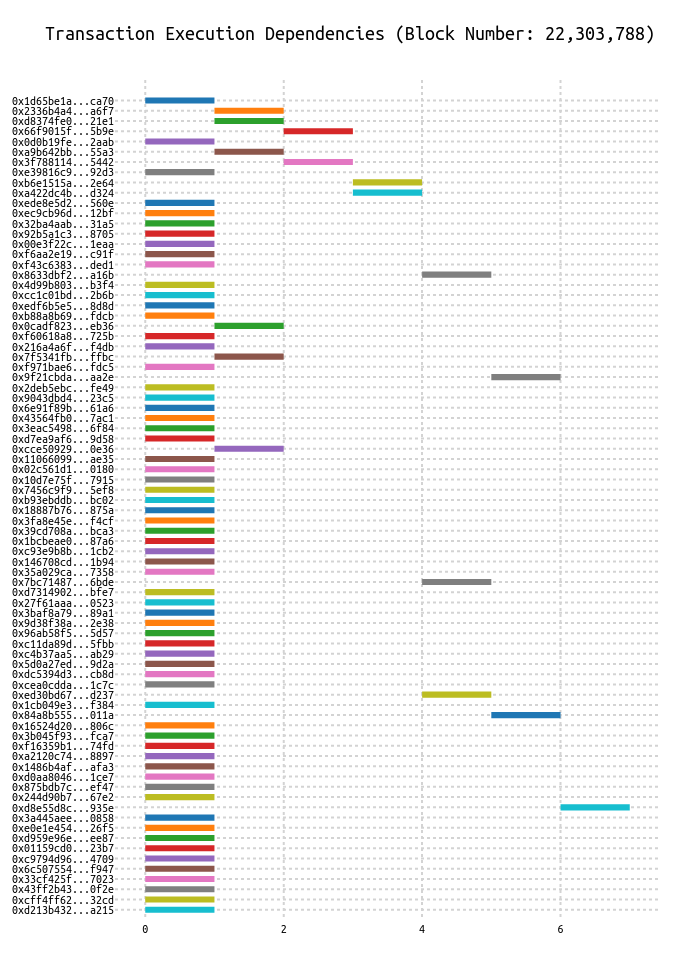 Transaction Execution Dependencies (Block Number: 22,303,788)
0x1d65be1a...ca70
0x2336b4a4...a6f7
0xd8374fe0...21e1
0x66f9015f...5b9e
0x0d0b19fe...2aab
0xa9b642bb...55a3
0x3f788114...5442
0xe39816c9...92d3
0xb6e1515a...2e64
0xa422dc4b...d324
0xede8e5d2...560e
0xec9cb96d...12bf
0x32ba4aab...31a5
0x92b5a1c3...8705
0x00e3f22c...1eaa
0xf6aa2e19...c91f
0xf43c6383...ded1
0x8633dbf2...a16b
0x4d99b803...b3f4
0xcc1c01bd...2b6b
0xedf6b5e5...8d8d
0xb88a8b69...fdcb
0x0cadf823...eb36
0xf60618a8...725b
0x216a4a6f...f4db
0x7f5341fb...ffbc
0xf971bae6...fdc5
0x9f21cbda...aa2e
0x2deb5ebc...fe49
0x9043dbd4...23c5
0x6e91f89b...61a6
0x43564fb0...7ac1
0x3eac5498...6f84
0xd7ea9af6...9d58
0xcce50929...0e36
0x11066099...ae35
0x02c561d1...0180
0x10d7e75f...7915
0x7456c9f9...5ef8
0xb93ebddb...bc02
0x18887b76...875a
0x3fa8e45e...f4cf
0x39cd708a...bca3
0x1bcbeae0...87a6
0xc93e9b8b...1cb2
0x146708cd...1b94
0x35a029ca...7358
0x7bc71487...6bde
0xd7314902...bfe7
0x27f61aaa...0523
0x3baf8a79...89a1
0x9d38f38a...2e38
0x96ab58f5...5d57
0xc11da89d...5fbb
0xc4b37aa5...ab29
0x5d0a27ed...9d2a
0xdc5394d3...cb8d
0xcea0cdda...1c7c
0xed30bd67...d237
0x1cb049e3...f384
0x84a8b555...011a
0x16524d20...806c
0x3b045f93...fca7
0xf16359b1...74fd
0xa2120c74...8897
0x1486b4af...afa3
0xd0aa8046...1ce7
0x875bdb7c...ef47
0x244d90b7...67e2
0xd8e55d8c...935e
0x3a445aee...0858
0xe0e1e454...26f5
0xd959e96e...ee87
0x01159cd0...23b7
0xc9794d96...4709
0x6c507554...f947
0x33cf425f...7023
0x43ff2b43...0f2e
0xcff4ff62...32cd
0xd213b432...a215
0 2 4 6